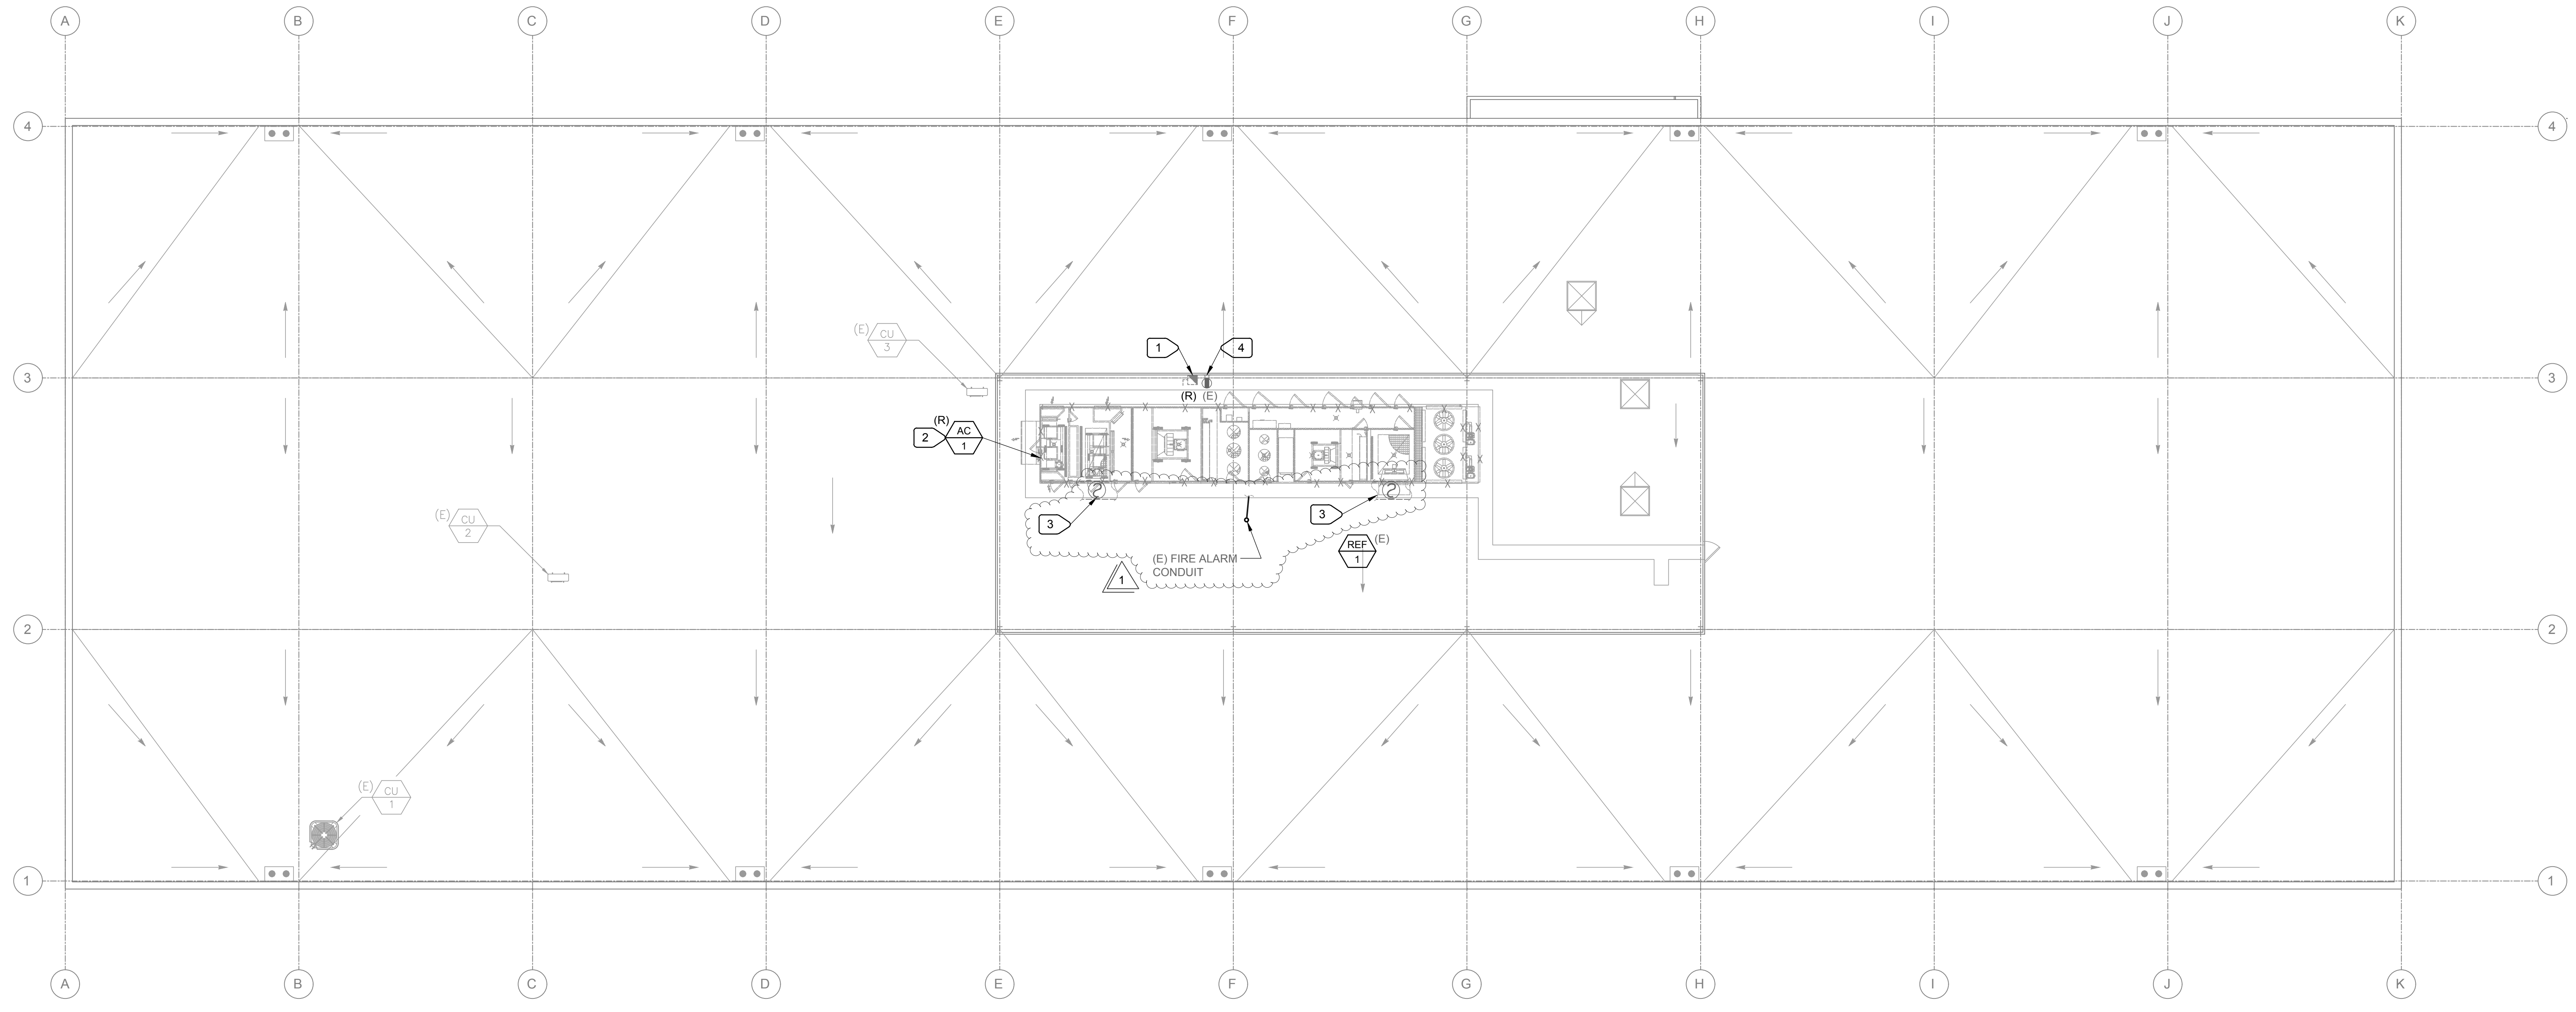 A B C D E F G H I J K
4 4
(E) CU
3
1 4
3 3
(R) (E)
(R) AC
1
2
(E) CU
2
3 3
(E) FIRE ALARM
CONDUIT
REF (E)
1
1
2 2
(E) CU
1
1 1
A B C D E F G H I J K